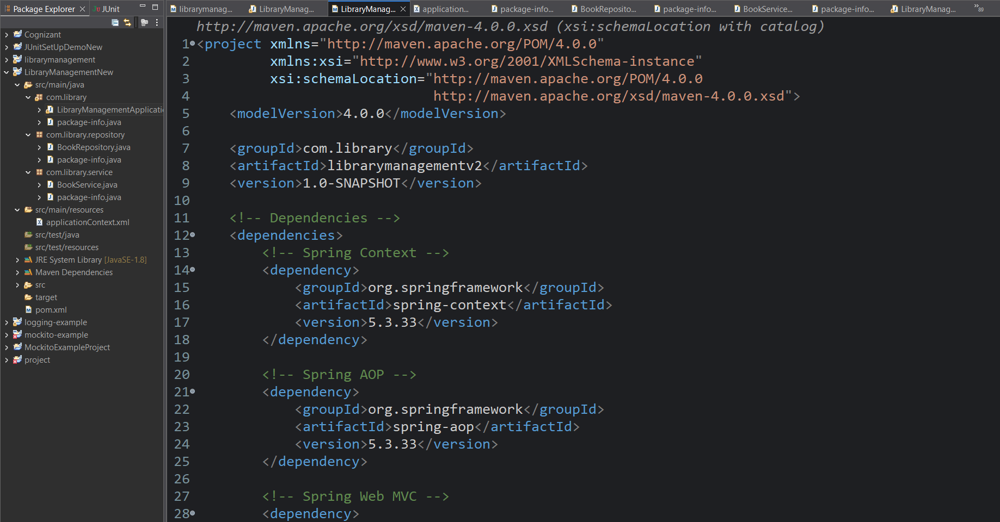 Package Explorer
JUnit
librarymanag...
LibraryManag...
LibraryManag...
application...
package-info...
BookReposito...
package-info...
BookService...
package-info...
LibraryManag...
»89
Cognizant
JUnitSetUpDemoNew
librarymanagement
LibraryManagementNew
src/main/java
com.library
LibraryManagementApplicatio
package-info.java
com.library.repository
BookRepository.java
package-info.java
com.library.service
BookService.java
package-info.java
src/main/resources
applicationContext.xml
src/test/java
src/test/resources
JRE System Library [JavaSE-1.8]
Maven Dependencies
src
target
pom.xml
logging-example
mockito-example
MockitoExampleProject
project
http://maven.apache.org/xsd/maven-4.0.0.xsd (xsi:schemaLocation with catalog)
1 <project xmlns="http://maven.apache.org/POM/4.0.0"
2 xmlns:xsi="http://www.w3.org/2001/XMLSchema-instance"
3 xsi:schemaLocation="http://maven.apache.org/POM/4.0.0
4 http://maven.apache.org/xsd/maven-4.0.0.xsd">
5 <modelVersion>4.0.0</modelVersion>
6
7 <groupId>com.library</groupId>
8 <artifactId>librarymanagementv2</artifactId>
9 <version>1.0-SNAPSHOT</version>
10
11 <!-- Dependencies -->
12 <dependencies>
13 <!-- Spring Context -->
14 <dependency>
15 <groupId>org.springframework</groupId>
16 <artifactId>spring-context</artifactId>
17 <version>5.3.33</version>
18 </dependency>
19
20 <!-- Spring AOP -->
21 <dependency>
22 <groupId>org.springframework</groupId>
23 <artifactId>spring-aop</artifactId>
24 <version>5.3.33</version>
25 </dependency>
26
27 <!-- Spring Web MVC -->
28 <dependency>